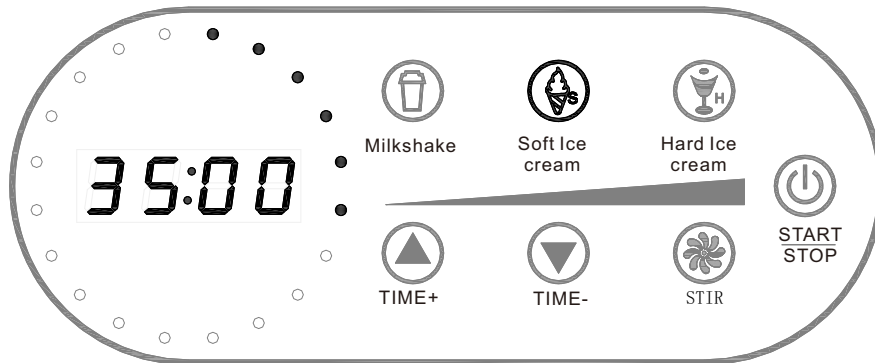 Milkshake
Soft Ice
cream
Hard Ice
cream
S
H
35:00
START
STOP
TIME+
TIME-
STIR